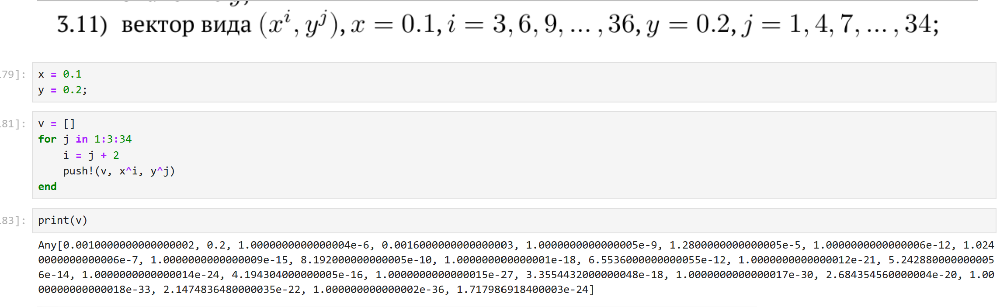 3.11) вектор вида (xⁱ, yʲ), x = 0.1, i = 3, 6, 9, ... , 36, y = 0.2, j = 1, 4, 7, ... , 34;
79]:
x = 0.1
y = 0.2;
81]:
v = []
for j in 1:3:34
    i = j + 2
    push!(v, x^i, y^j)
end
83]:
print(v)
Any[0.0010000000000000002, 0.2, 1.0000000000000004e-6, 0.0016000000000000003, 1.0000000000000005e-9, 1.2800000000000005e-5, 1.0000000000000006e-12, 1.024
0000000000006e-7, 1.0000000000000009e-15, 8.192000000000005e-10, 1.000000000000001e-18, 6.5536000000000055e-12, 1.0000000000000012e-21, 5.242880000000005
6e-14, 1.0000000000000014e-24, 4.194304000000005e-16, 1.0000000000000015e-27, 3.3554432000000048e-18, 1.0000000000000017e-30, 2.684354560000004e-20, 1.00
00000000000018e-33, 2.1474836480000035e-22, 1.000000000000002e-36, 1.717986918400003e-24]